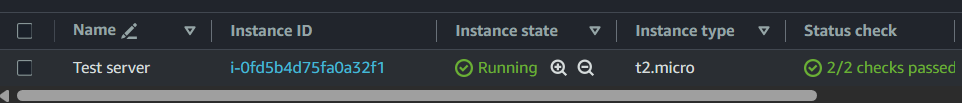 Name Instance ID Instance state Instance type Status check
Test server i-0fd5b4d75fa0a32f1 Running t2.micro 2/2 checks passed